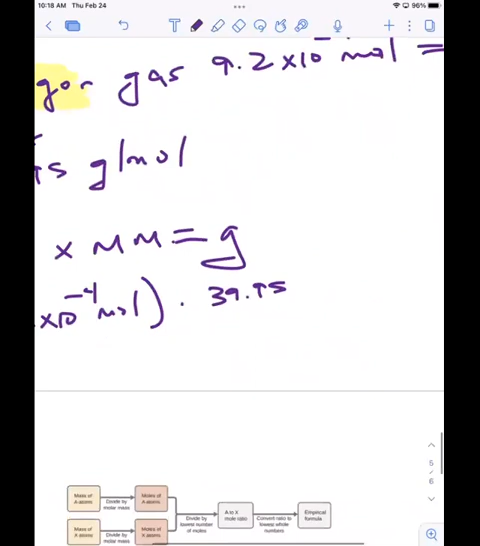 10:18 AM Thu Feb 24
96%
gas 9.2 x10 mol =
g/mol
x MM = g
x10⁻⁴ mol) · 39.95
5
6
Mass of A atoms
Divide by molar mass
Moles of A atoms
Mass of X atoms
Divide by molar mass
Moles of X atoms
Divide by lowest number of moles
A to X mole ratio
Convert ratio to lowest whole numbers
Empirical formula